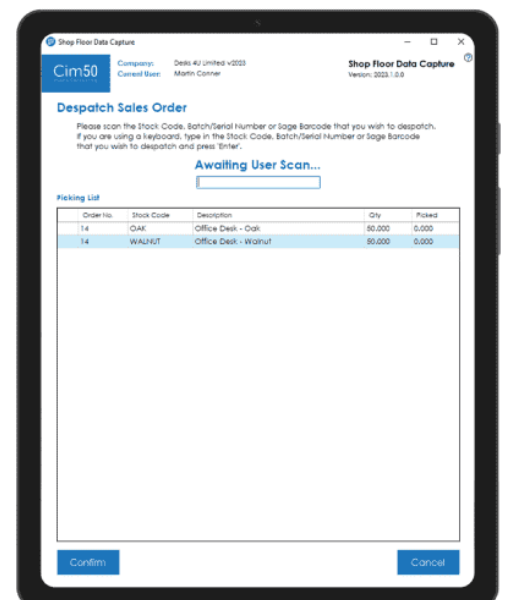 Shop Floor Data Capture
Cim50
Company: Desks 4U Limited v2023
Current User: Martin Conner
Shop Floor Data Capture
Version: 2023.1.0.0
Despatch Sales Order
Please scan the Stock Code, Batch/Serial Number or Sage Barcode that you wish to despatch.
If you are using a keyboard, type in the Stock Code, Batch/Serial Number or Sage Barcode
that you wish to despatch and press 'Enter'.
Awaiting User Scan...
Picking List
Order No. Stock Code Description Qty Picked
14 OAK Office Desk - Oak 50.000 0.000
14 WALNUT Office Desk - Walnut 50.000 0.000
Confirm Cancel